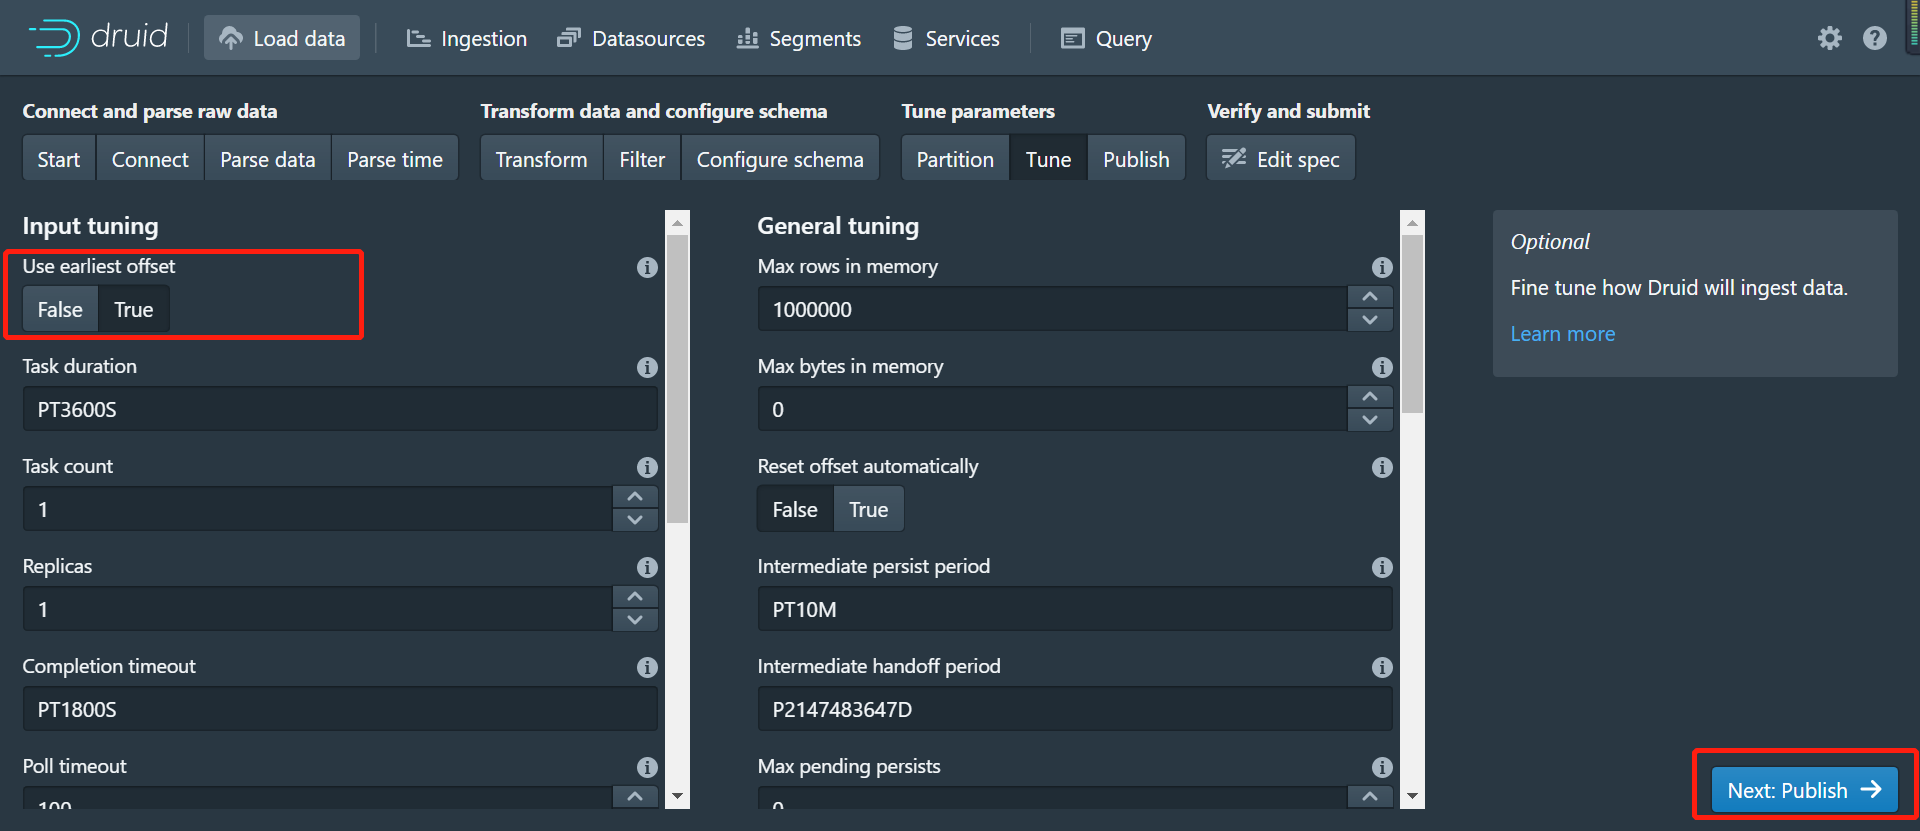 druid
Load data
Ingestion
Datasources
Segments
Services
Query
Connect and parse raw data
Start
Connect
Parse data
Parse time
Transform data and configure schema
Transform
Filter
Configure schema
Tune parameters
Partition
Tune
Publish
Verify and submit
Edit spec
Input tuning
Use earliest offset
False
True
Task duration
PT3600S
Task count
1
Replicas
1
Completion timeout
PT1800S
Poll timeout
100
General tuning
Max rows in memory
1000000
Max bytes in memory
0
Reset offset automatically
False
True
Intermediate persist period
PT10M
Intermediate handoff period
P2147483647D
Max pending persists
0
Optional
Fine tune how Druid will ingest data.
Learn more
Next: Publish